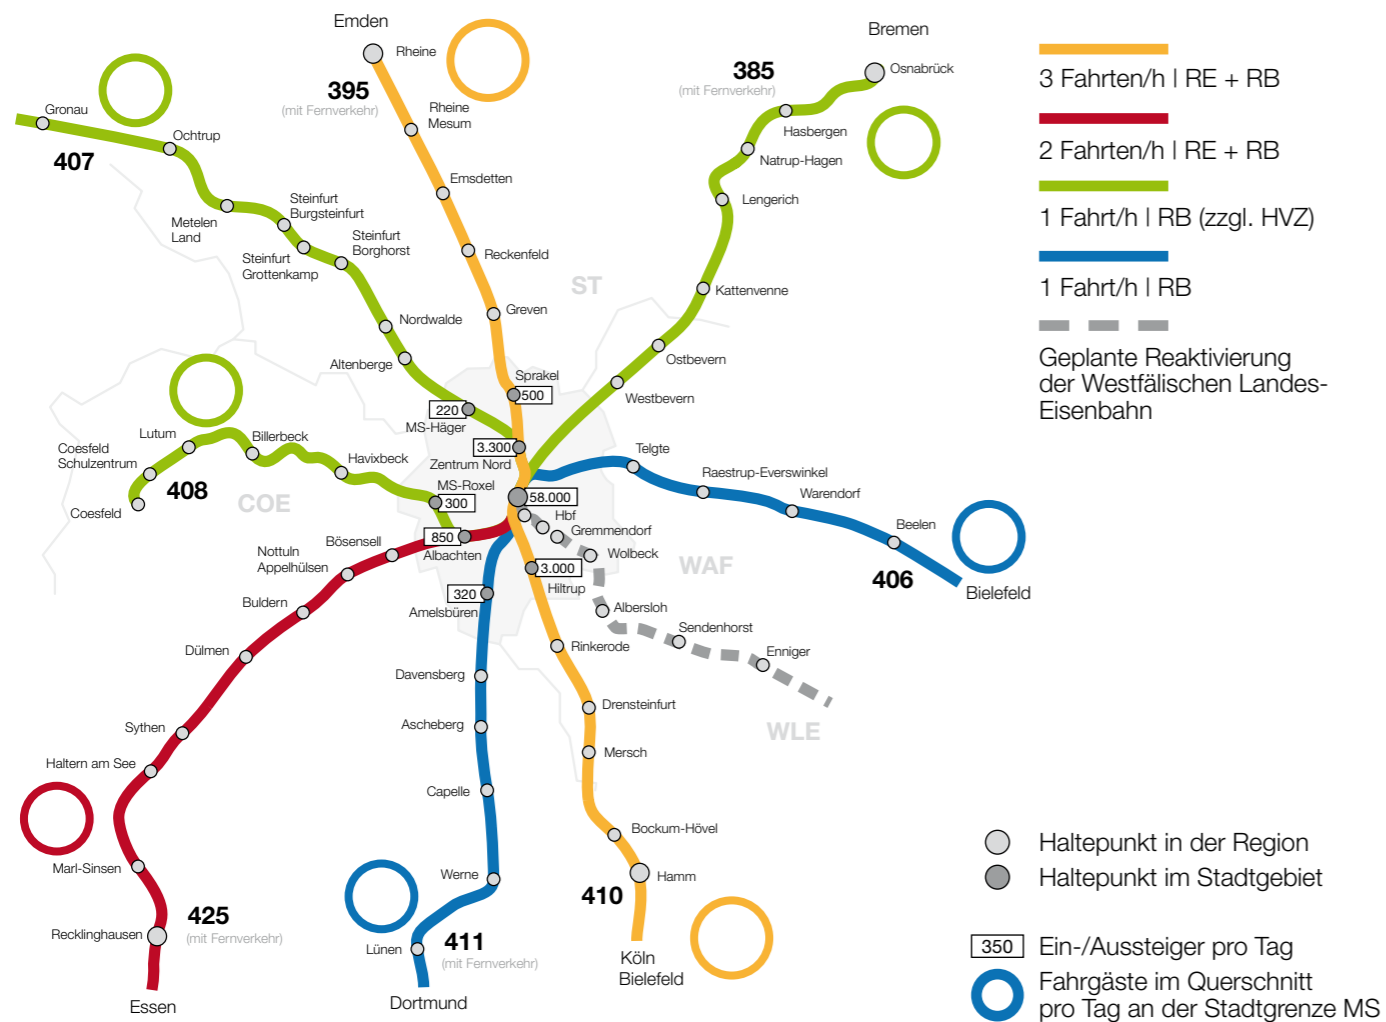 Emden
Rheine
395
(mit Fernverkehr)
Rheine
Mesum
Emsdetten
Reckenfeld
Greven
Sprakel
500
3.300
Zentrum Nord
Gronau
407
Ochtrup
Metelen
Land
Steinfurt
Burgsteinfurt
Steinfurt
Grottenkamp
Steinfurt
Borghorst
Nordwalde
Altenberge
220
MS-Häger
Bremen
Osnabrück
385
(mit Fernverkehr)
Hasbergen
Natrup-Hagen
Lengerich
Kattenvenne
Ostbevern
Westbevern
ST
Lutum
Billerbeck
Coesfeld
Schulzentrum
Coesfeld
408
Havixbeck
MS-Roxel
300
COE
58.000
Hbf
Gremmendorf
Wolbeck
Albersloh
Sendenhorst
Enniger
WLE
WAF
Telgte
Raestrup-Everswinkel
Warendorf
Beelen
406
Bielefeld
850
Albachten
Bösensell
Nottuln
Appelhülsen
Buldern
Dülmen
Sythen
Haltern am See
Marl-Sinsen
Recklinghausen
425
(mit Fernverkehr)
Essen
320
Amelsbüren
Davensberg
Ascheberg
Capelle
Werne
Lünen
411
(mit Fernverkehr)
Dortmund
3.000
Hiltrup
Rinkerode
Drensteinfurt
Mersch
Bockum-Hövel
Hamm
410
Köln
Bielefeld
3 Fahrten/h | RE + RB
2 Fahrten/h | RE + RB
1 Fahrt/h | RB (zzgl. HVZ)
1 Fahrt/h | RB
Geplante Reaktivierung
der Westfälischen Landes-
Eisenbahn
Haltepunkt in der Region
Haltepunkt im Stadtgebiet
350
Ein-/Aussteiger pro Tag
Fahrgäste im Querschnitt
pro Tag an der Stadtgrenze MS